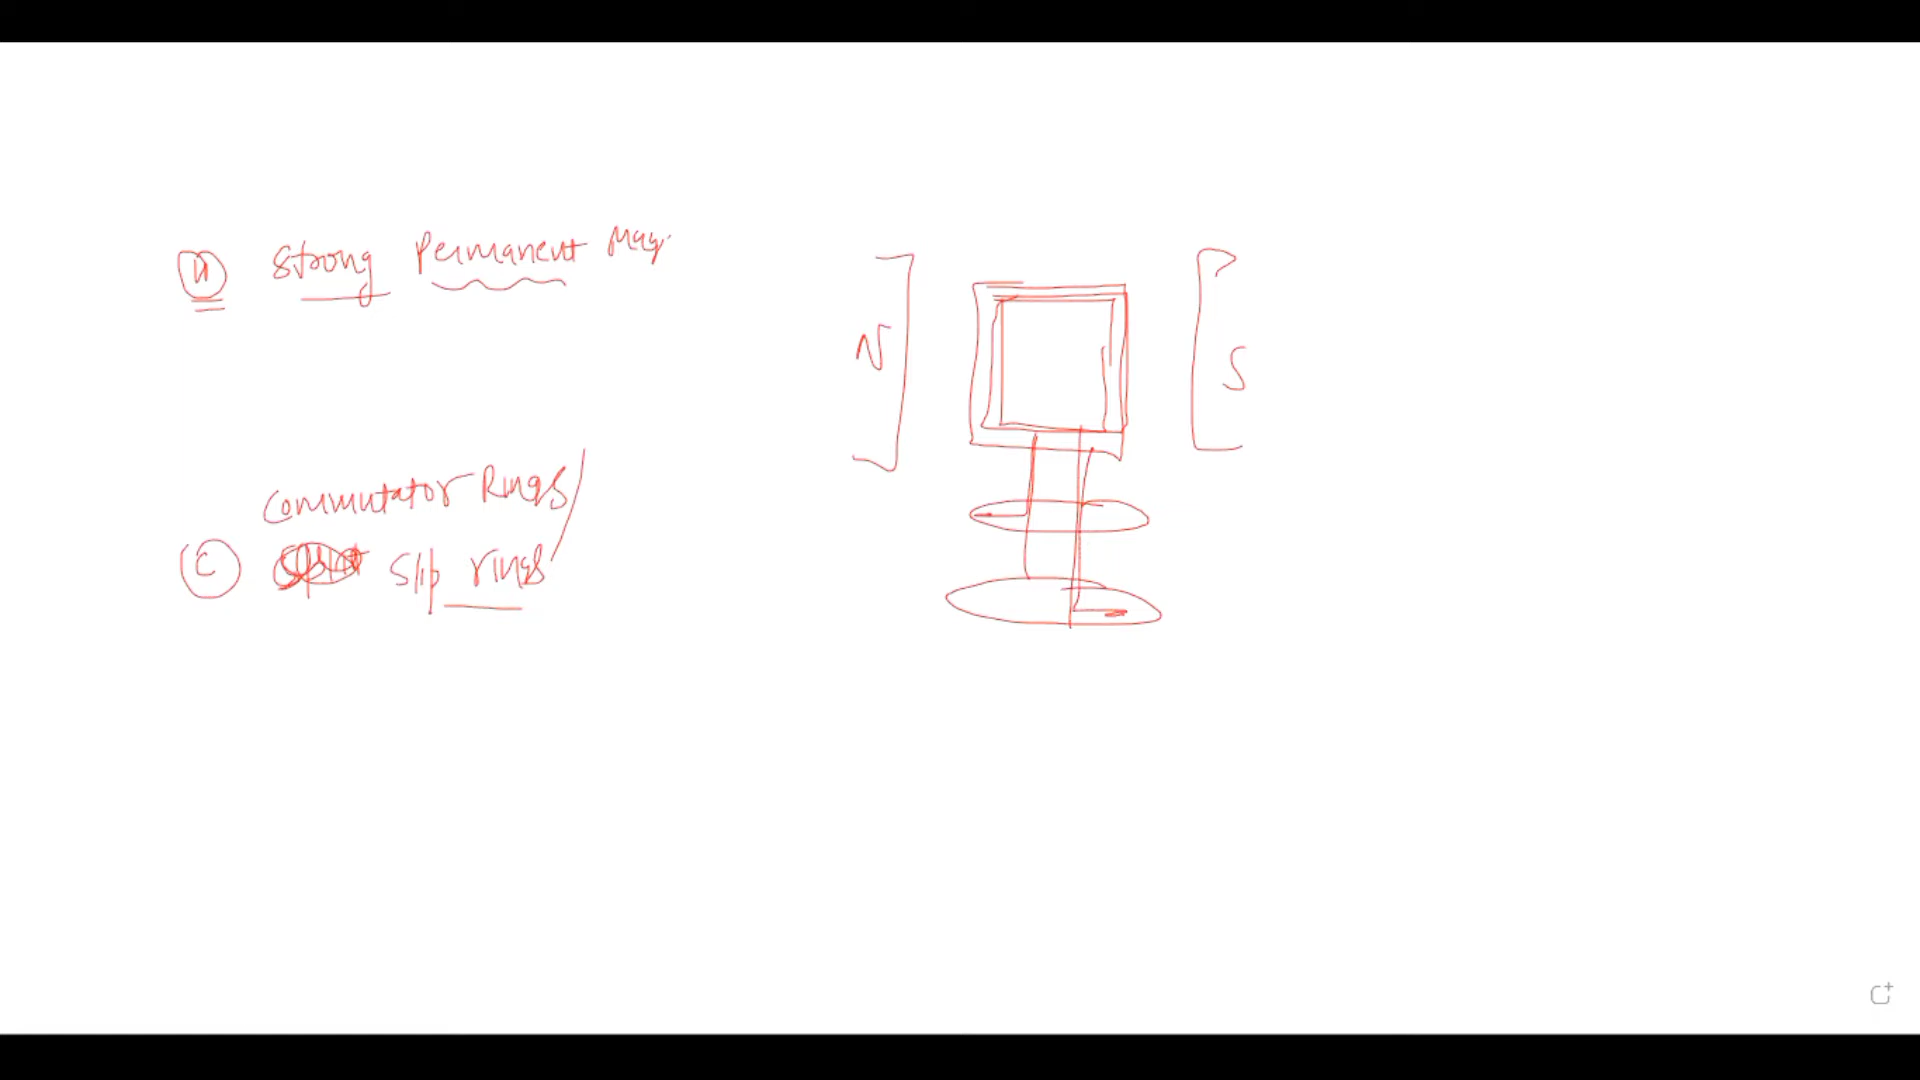 Strong Permanent Mag
N
S
Commutator Rings/
C slip rings